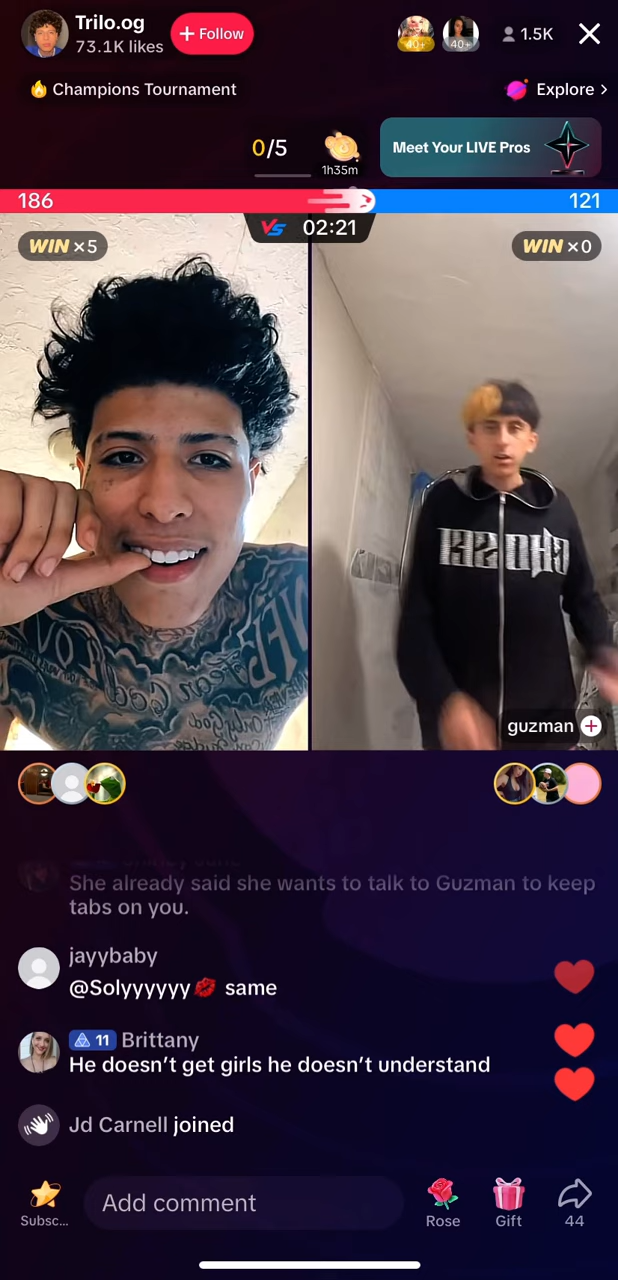 Trilo.og
73.1K likes
+ Follow
40+
40+
1.5K
Champions Tournament
Explore >
0/5
1h35m
Meet Your LIVE Pros
186
121
VS 02:21
WIN ×5
WIN ×0
guzman
She already said she wants to talk to Guzman to keep
tabs on you.
jayybaby
@Solyyyyyy💋 same
11 Brittany
He doesn’t get girls he doesn’t understand
Jd Carnell joined
Add comment
Subsc...
Rose
Gift
44